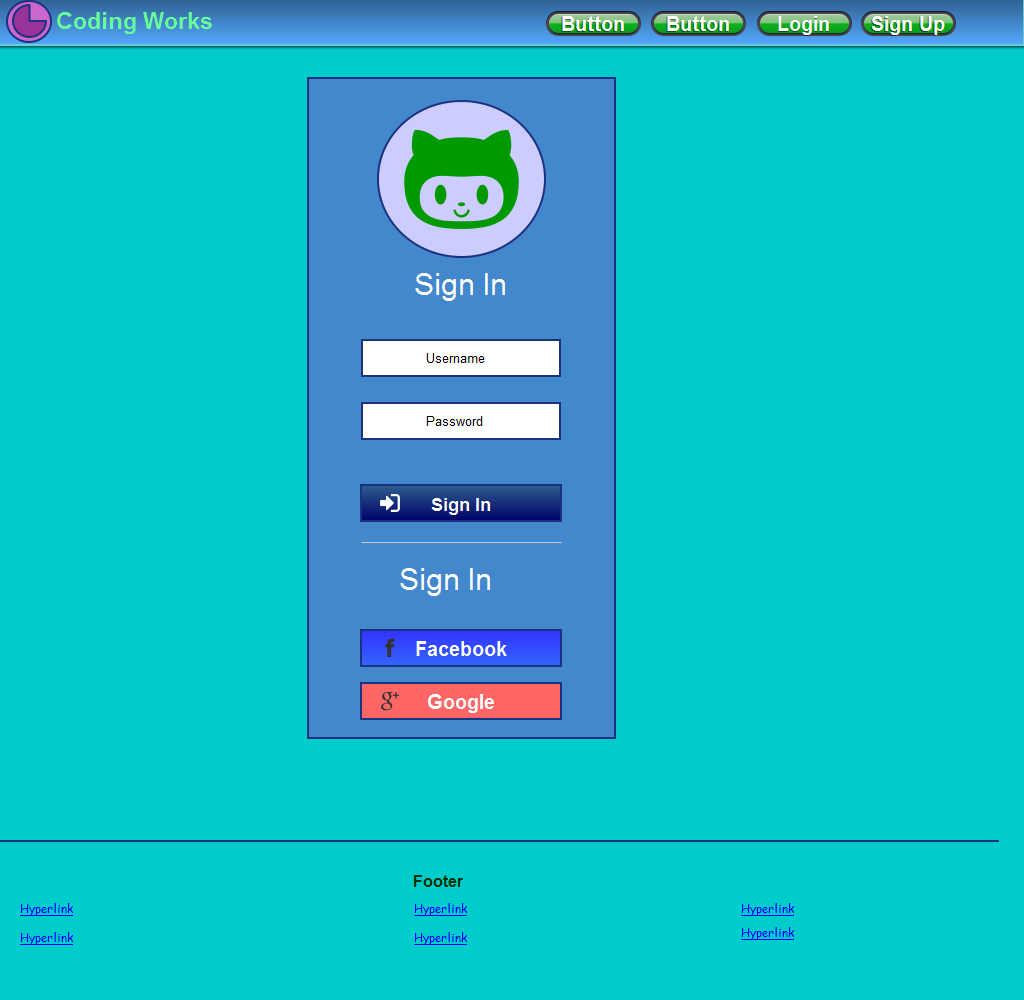 Coding Works
Button Button Login Sign Up
Sign In
Username
Password
Sign In
Sign In
f Facebook
g+ Google
Footer
Hyperlink Hyperlink Hyperlink
Hyperlink Hyperlink Hyperlink